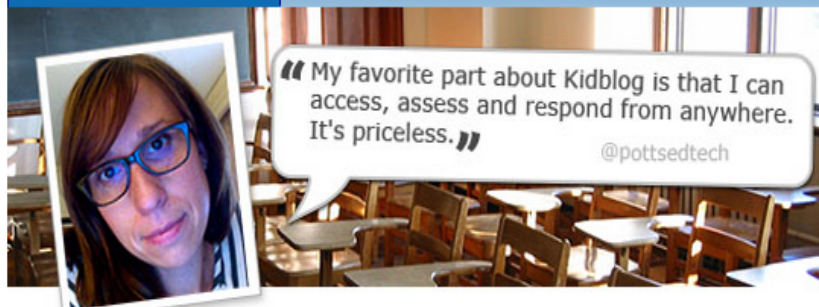 “ My favorite part about Kidblog is that I can
access, assess and respond from anywhere.
It's priceless. ”
@pottsedtech